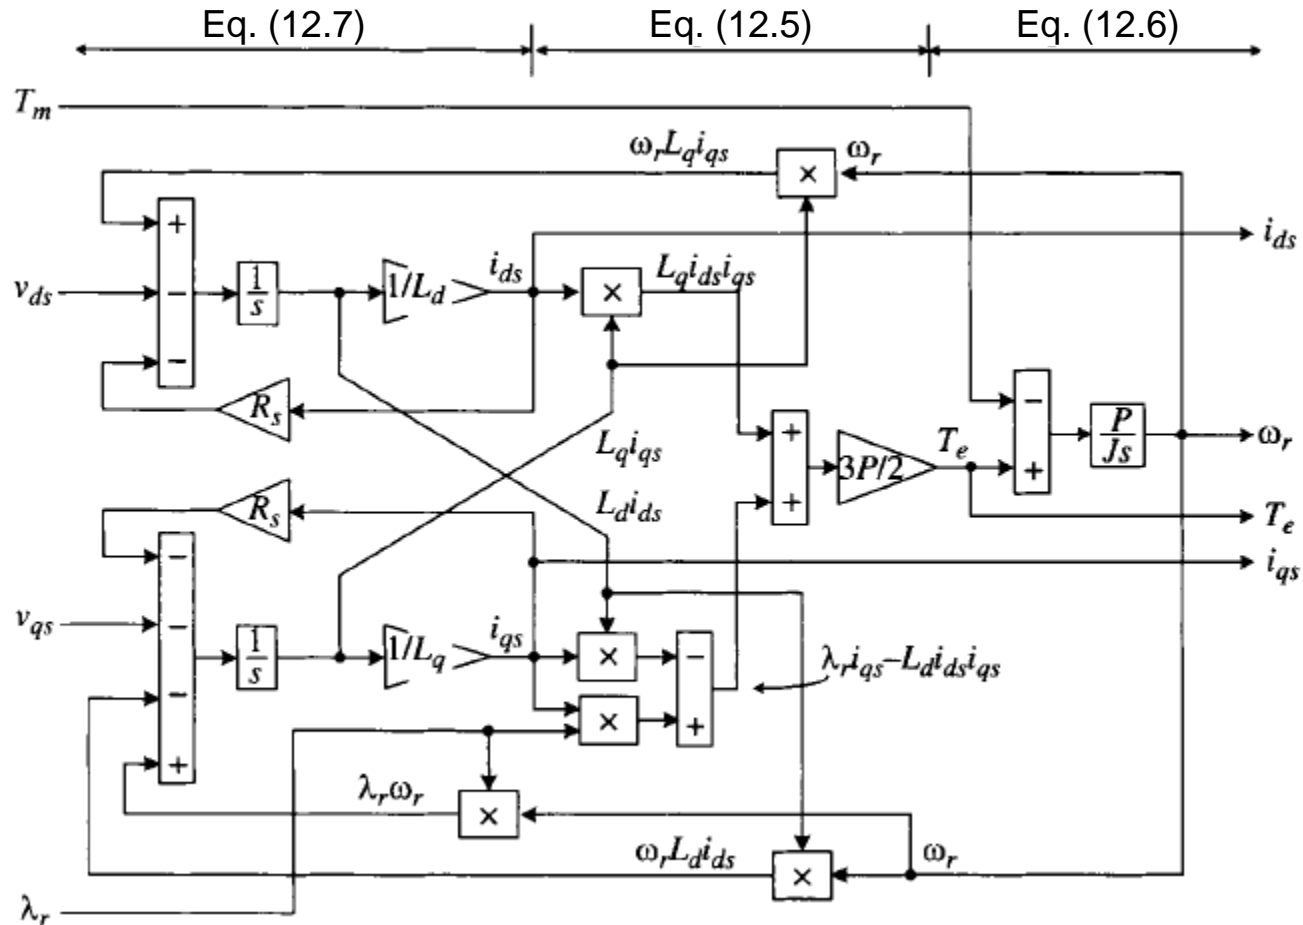 Eq. (12.7) Eq. (12.5) Eq. (12.6)
T_m
ω_r L_q i_qs
×
ω_r
+
i_ds
v_ds
−
1/s
1/L_d
i_ds
×
L_q i_ds i_qs
−
R_s
−
+
P/Js
ω_r
L_q i_qs
+
+
3P/2
T_e
R_s
L_d i_ds
T_e
−
i_qs
v_qs
−
1/s
1/L_q
i_qs
×
−
λ_r i_qs–L_d i_ds i_qs
−
×
+
+
λ_r ω_r
×
ω_r L_d i_ds
×
ω_r
λ_r